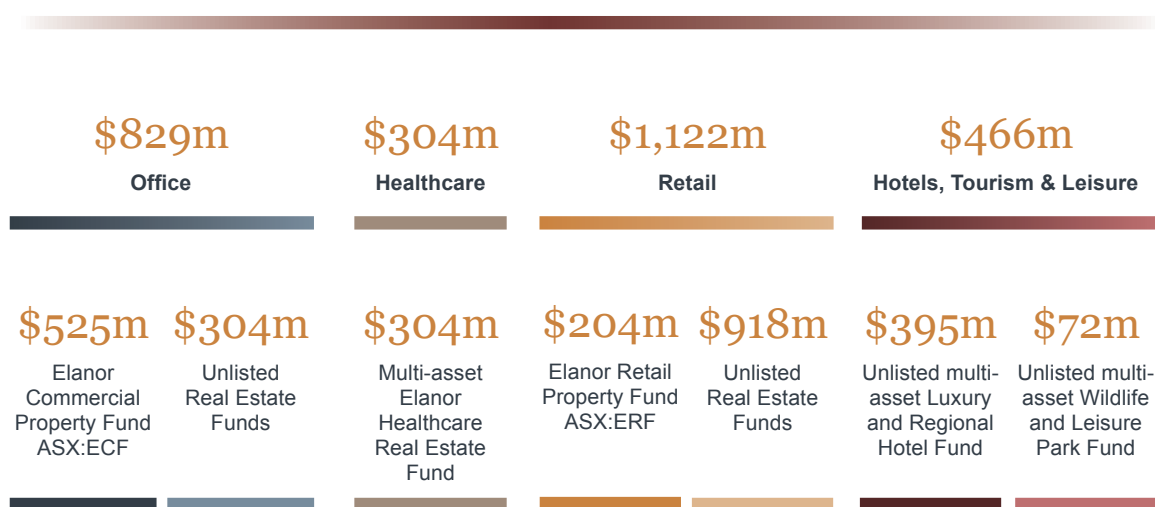 $829m
Office
$304m
Healthcare
$1,122m
Retail
$466m
Hotels, Tourism & Leisure
$525m
Elanor
Commercial
Property Fund
ASX:ECF
$304m
Unlisted
Real Estate
Funds
$304m
Multi-asset
Elanor
Healthcare
Real Estate
Fund
$204m
Elanor Retail
Property Fund
ASX:ERF
$918m
Unlisted
Real Estate
Funds
$395m
Unlisted multi-
asset Luxury
and Regional
Hotel Fund
$72m
Unlisted multi-
asset Wildlife
and Leisure
Park Fund